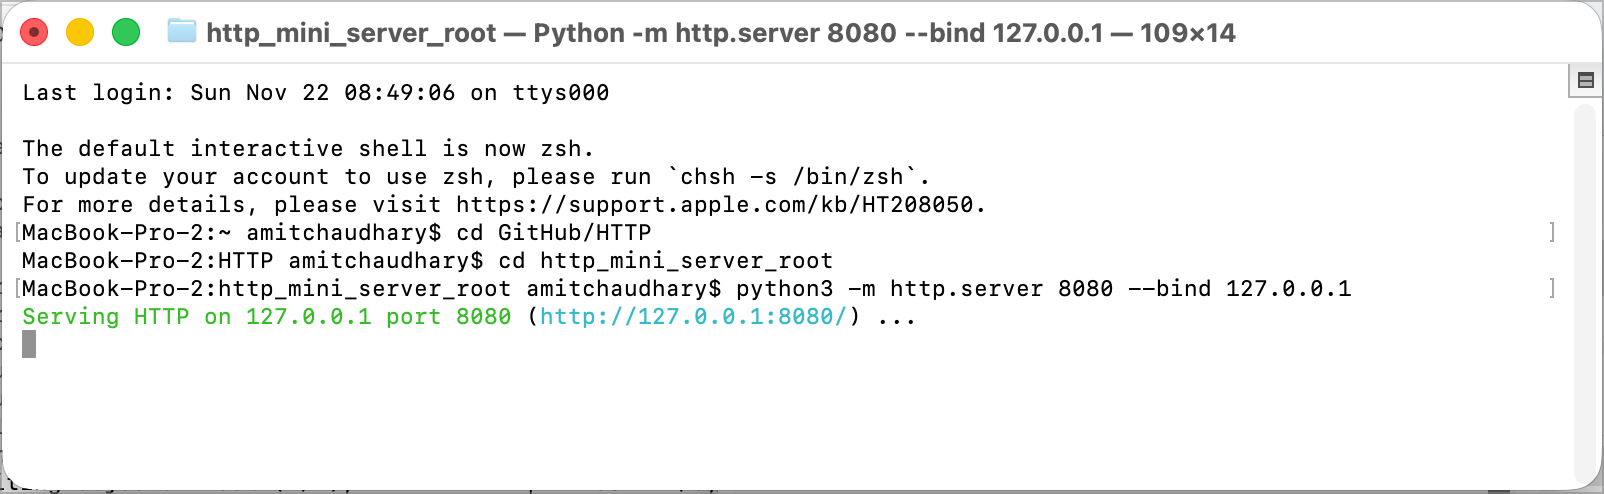 http_mini_server_root — Python -m http.server 8080 --bind 127.0.0.1 — 109×14
Last login: Sun Nov 22 08:49:06 on ttys000
The default interactive shell is now zsh.
To update your account to use zsh, please run `chsh -s /bin/zsh`.
For more details, please visit https://support.apple.com/kb/HT208050.
[MacBook-Pro-2:~ amitchaudhary$ cd GitHub/HTTP ]
MacBook-Pro-2:HTTP amitchaudhary$ cd http_mini_server_root
[MacBook-Pro-2:http_mini_server_root amitchaudhary$ python3 -m http.server 8080 --bind 127.0.0.1 ]
Serving HTTP on 127.0.0.1 port 8080 (http://127.0.0.1:8080/) ...